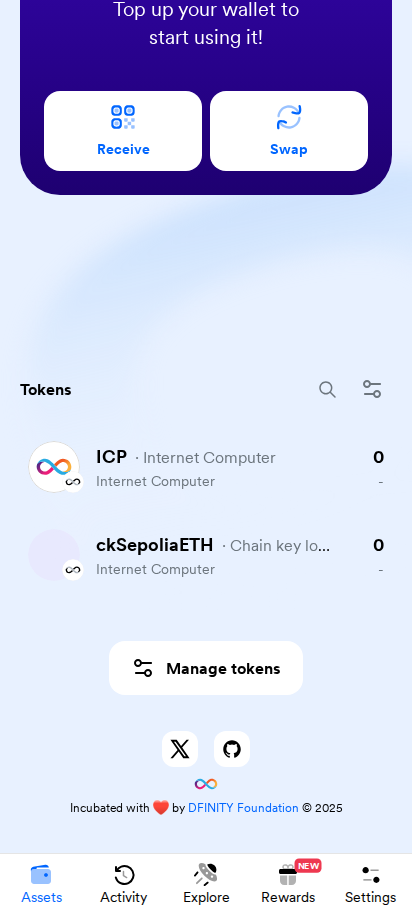 Top up your wallet to
start using it!
Receive
Swap
Tokens
ICP · Internet Computer 0
Internet Computer -
ckSepoliaETH · Chain key lo... 0
Internet Computer -
Manage tokens
Incubated with ❤️ by DFINITY Foundation © 2025
NEW
Assets Activity Explore Rewards Settings